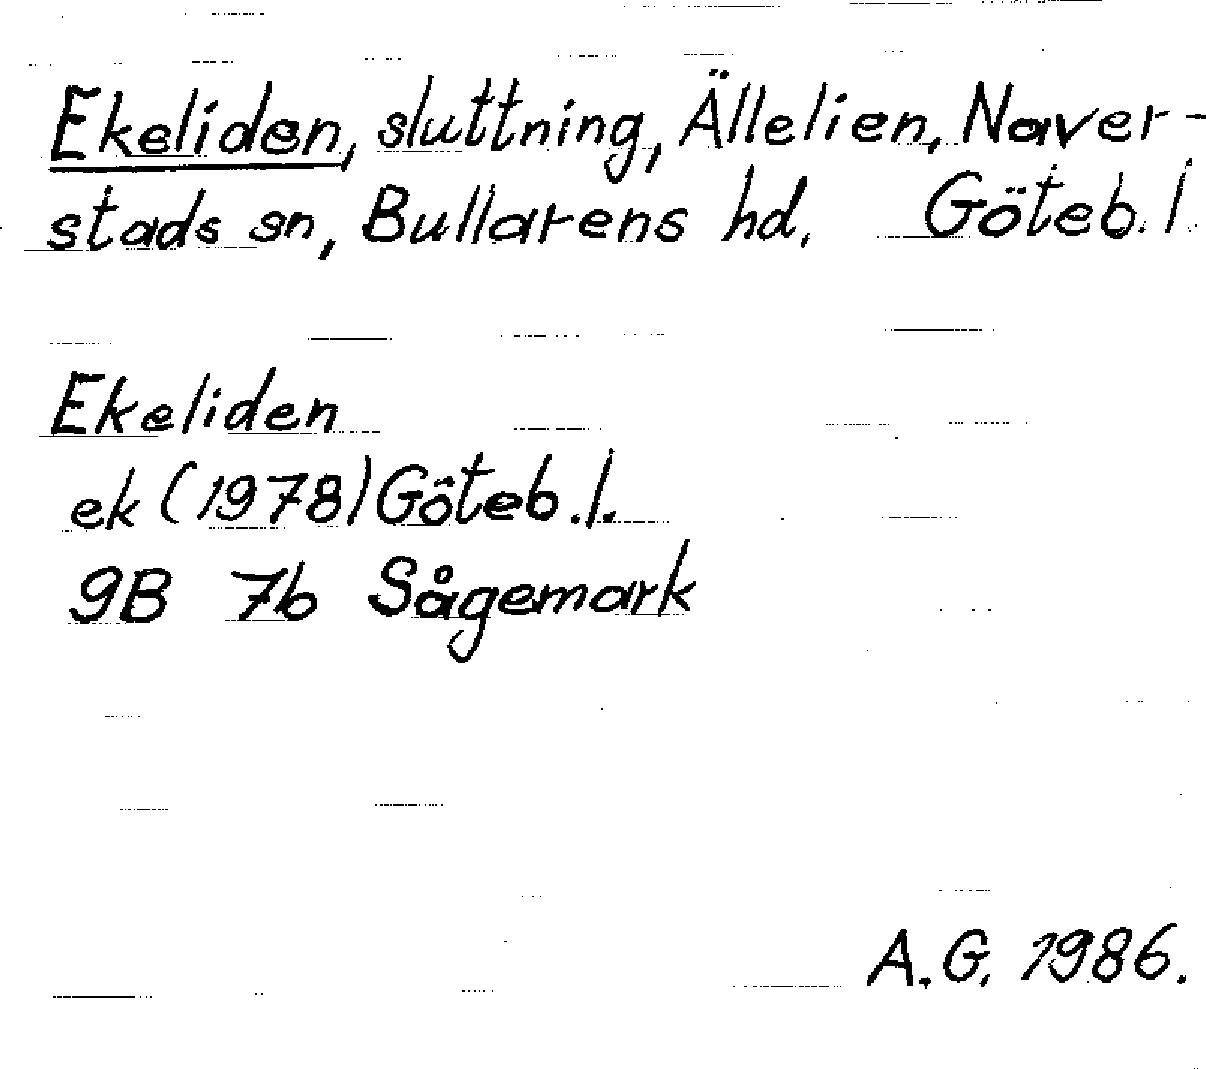 Ekeliden, sluttning, Ällelien, Naver-
stads sn, Bullarens hd, Göteb. l.
Ekeliden
ek (1978) Göteb. l.
9B 7b Sågemark
A.G. 1986.